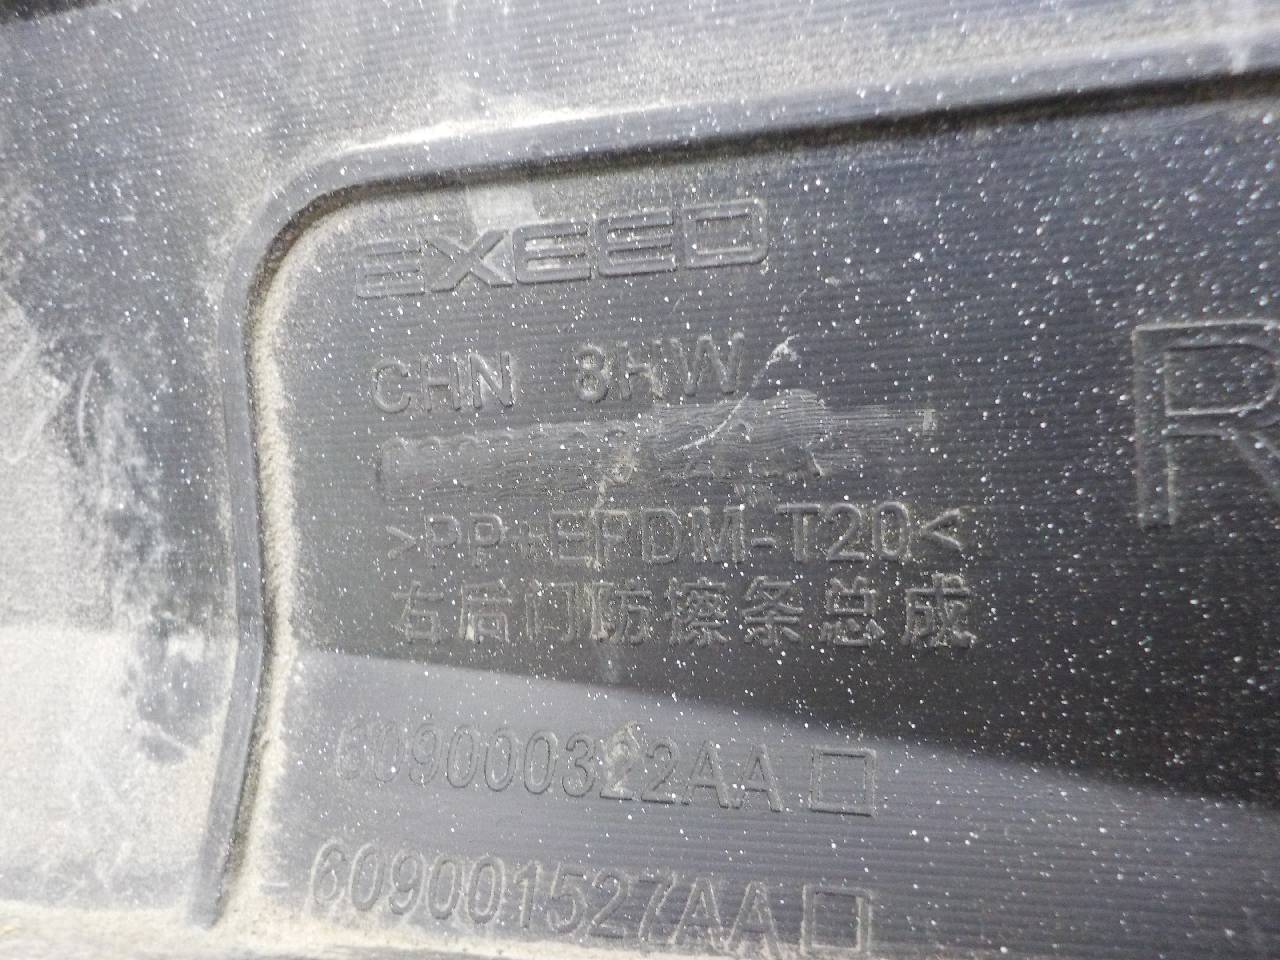 EXEED
CHN 8HW
R
>PP+EPDM-T20<
右后门防擦条总成
609000322AA□
609001527AA□